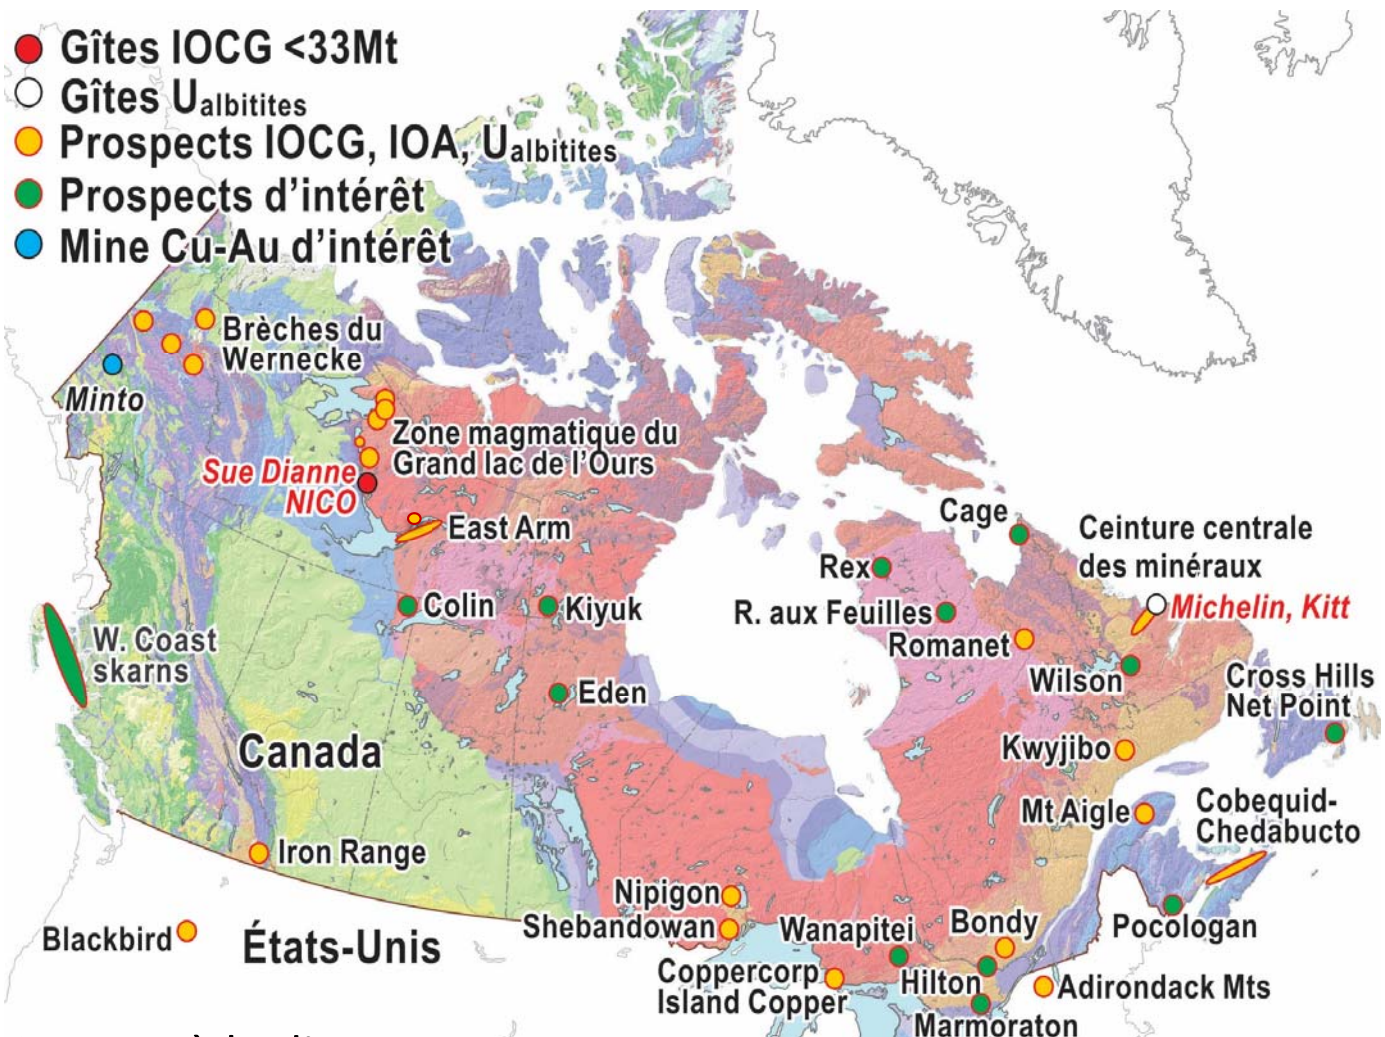 Gîtes IOCG <33Mt
Gîtes Ualbitites
Prospects IOCG, IOA, Ualbitites
Prospects d'intérêt
Mine Cu-Au d'intérêt
Brèches du
Wernecke
Minto
Zone magmatique du
Grand lac de l'Ours
Sue Dianne
NICO
East Arm
Cage
Ceinture centrale
des minéraux
Rex
Colin
Kiyuk
R. aux Feuilles
Michelin, Kitt
Romanet
W. Coast
skarns
Wilson
Cross Hills
Net Point
Eden
Canada
Kwyjibo
Mt Aigle
Cobequid-
Chedabucto
Iron Range
Nipigon
Shebandowan
Wanapitei
Bondy
Pocologan
Blackbird
États-Unis
Coppercorp
Island Copper
Hilton
Adirondack Mts
Marmoraton